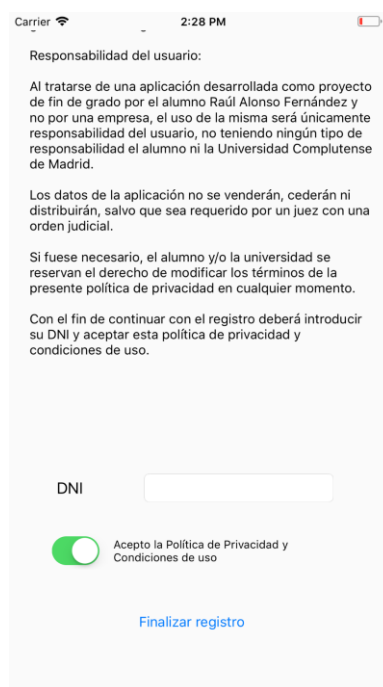 Carrier 2:28 PM
Responsabilidad del usuario:
Al tratarse de una aplicación desarrollada como proyecto
de fin de grado por el alumno Raúl Alonso Fernández y
no por una empresa, el uso de la misma será únicamente
responsabilidad del usuario, no teniendo ningún tipo de
responsabilidad el alumno ni la Universidad Complutense
de Madrid.
Los datos de la aplicación no se venderán, cederán ni
distribuirán, salvo que sea requerido por un juez con una
orden judicial.
Si fuese necesario, el alumno y/o la universidad se
reservan el derecho de modificar los términos de la
presente política de privacidad en cualquier momento.
Con el fin de continuar con el registro deberá introducir
su DNI y aceptar esta política de privacidad y
condiciones de uso.
DNI
Acepto la Política de Privacidad y
Condiciones de uso
Finalizar registro